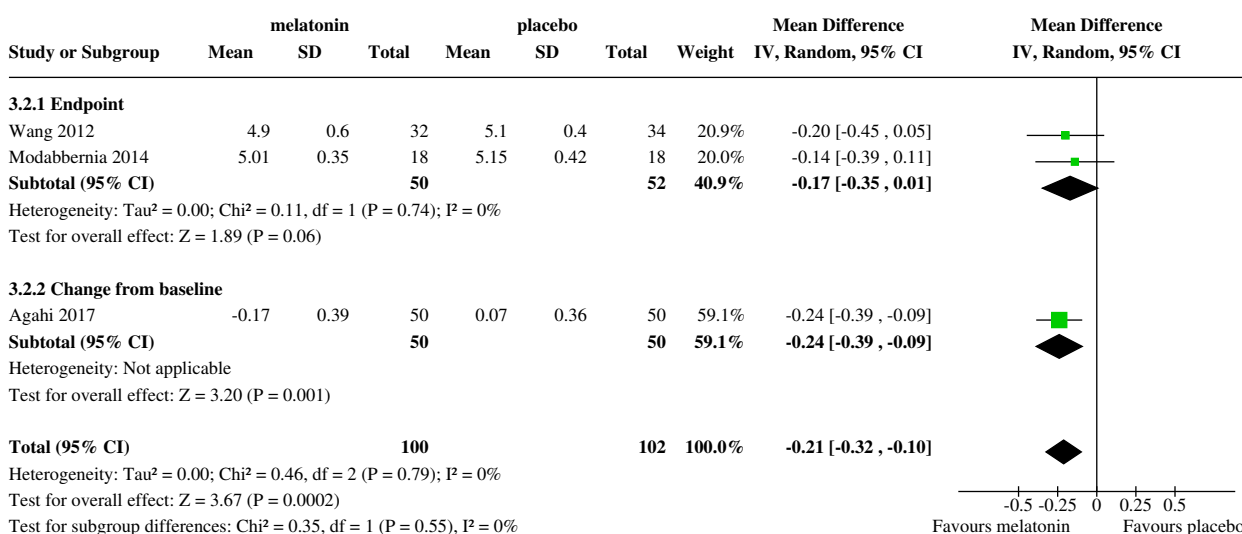 melatonin placebo Mean Difference Mean Difference
Study or Subgroup Mean SD Total Mean SD Total Weight IV, Random, 95% CI IV, Random, 95% CI
3.2.1 Endpoint
Wang 2012 4.9 0.6 32 5.1 0.4 34 20.9% -0.20 [-0.45 , 0.05]
Modabbernia 2014 5.01 0.35 18 5.15 0.42 18 20.0% -0.14 [-0.39 , 0.11]
Subtotal (95% CI) 50 52 40.9% -0.17 [-0.35 , 0.01]
Heterogeneity: Tau² = 0.00; Chi² = 0.11, df = 1 (P = 0.74); I² = 0%
Test for overall effect: Z = 1.89 (P = 0.06)
3.2.2 Change from baseline
Agahi 2017 -0.17 0.39 50 0.07 0.36 50 59.1% -0.24 [-0.39 , -0.09]
Subtotal (95% CI) 50 50 59.1% -0.24 [-0.39 , -0.09]
Heterogeneity: Not applicable
Test for overall effect: Z = 3.20 (P = 0.001)
Total (95% CI) 100 102 100.0% -0.21 [-0.32 , -0.10]
Heterogeneity: Tau² = 0.00; Chi² = 0.46, df = 2 (P = 0.79); I² = 0%
Test for overall effect: Z = 3.67 (P = 0.0002)
-0.5 -0.25 0 0.25 0.5
Test for subgroup differences: Chi² = 0.35, df = 1 (P = 0.55), I² = 0%
Favours melatonin Favours placebo